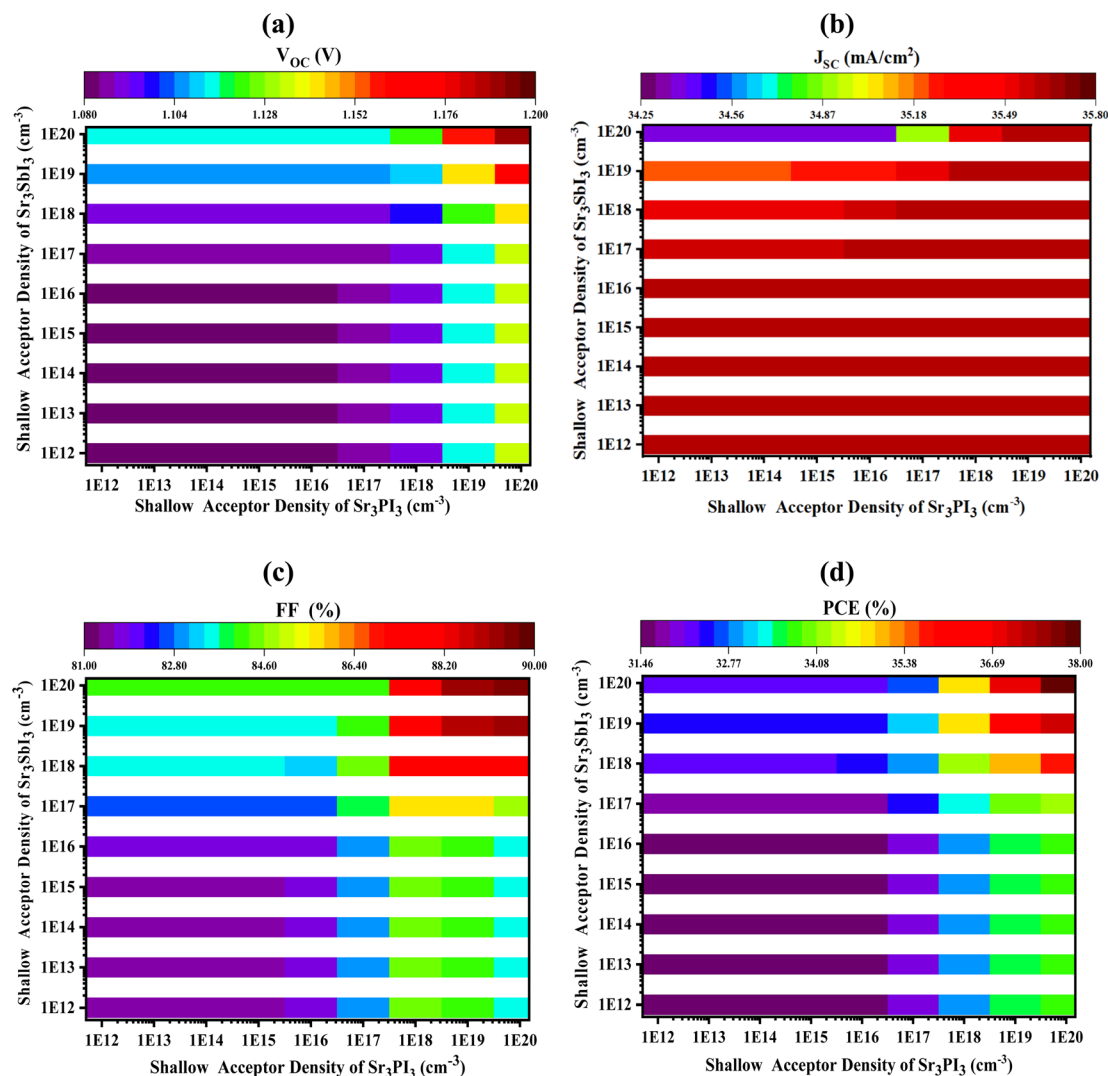 (a)
V_OC (V)
1.080 1.104 1.128 1.152 1.176 1.200
Shallow Acceptor Density of Sr₃SbI₃ (cm⁻³)
1E20
1E19
1E18
1E17
1E16
1E15
1E14
1E13
1E12
1E12 1E13 1E14 1E15 1E16 1E17 1E18 1E19 1E20
Shallow Acceptor Density of Sr₃PI₃ (cm⁻³)
(b)
J_SC (mA/cm²)
34.25 34.56 34.87 35.18 35.49 35.80
Shallow Acceptor Density of Sr₃SbI₃ (cm⁻³)
1E20
1E19
1E18
1E17
1E16
1E15
1E14
1E13
1E12
1E12 1E13 1E14 1E15 1E16 1E17 1E18 1E19 1E20
Shallow Acceptor Density of Sr₃PI₃ (cm⁻³)
(c)
FF (%)
81.00 82.80 84.60 86.40 88.20 90.00
Shallow Acceptor Density of Sr₃SbI₃ (cm⁻³)
1E20
1E19
1E18
1E17
1E16
1E15
1E14
1E13
1E12
1E12 1E13 1E14 1E15 1E16 1E17 1E18 1E19 1E20
Shallow Acceptor Density of Sr₃PI₃ (cm⁻³)
(d)
PCE (%)
31.46 32.77 34.08 35.38 36.69 38.00
Shallow Acceptor Density of Sr₃SbI₃ (cm⁻³)
1E20
1E19
1E18
1E17
1E16
1E15
1E14
1E13
1E12
1E12 1E13 1E14 1E15 1E16 1E17 1E18 1E19 1E20
Shallow Acceptor Density of Sr₃PI₃ (cm⁻³)